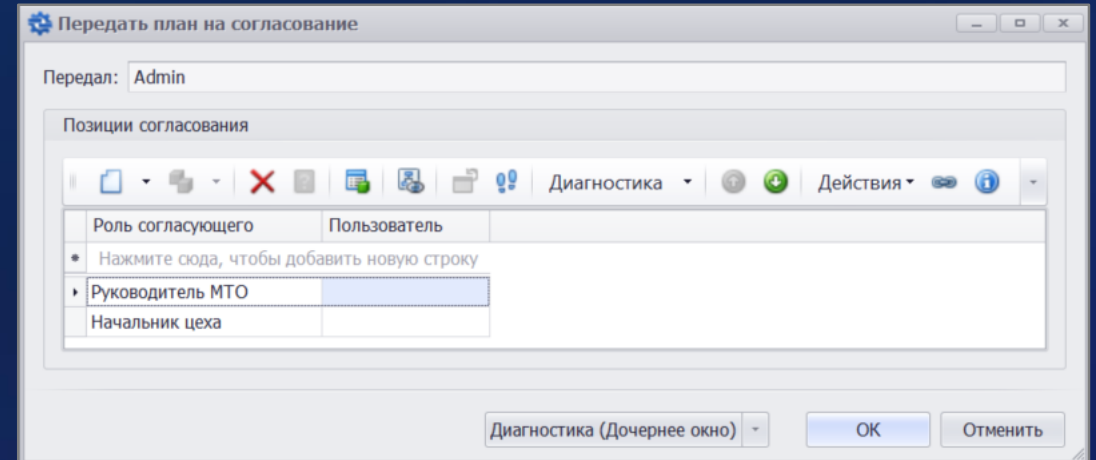 Передать план на согласование
Передал: Admin
Позиции согласования
Диагностика Действия
Роль согласующего Пользователь
Нажмите сюда, чтобы добавить новую строку
Руководитель МТО
Начальник цеха
Диагностика (Дочернее окно) ОК Отменить